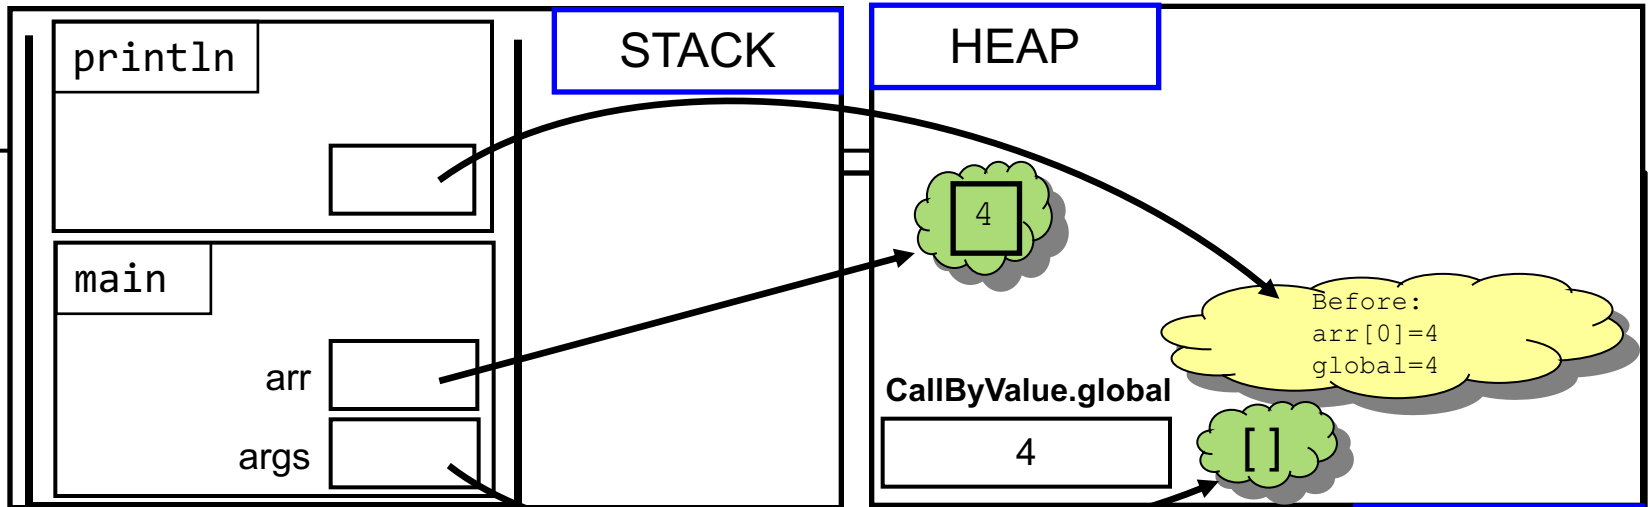 println
STACK
HEAP
4
main
Before:
arr[0]=4
global=4
arr
CallByValue.global
args
4
[]